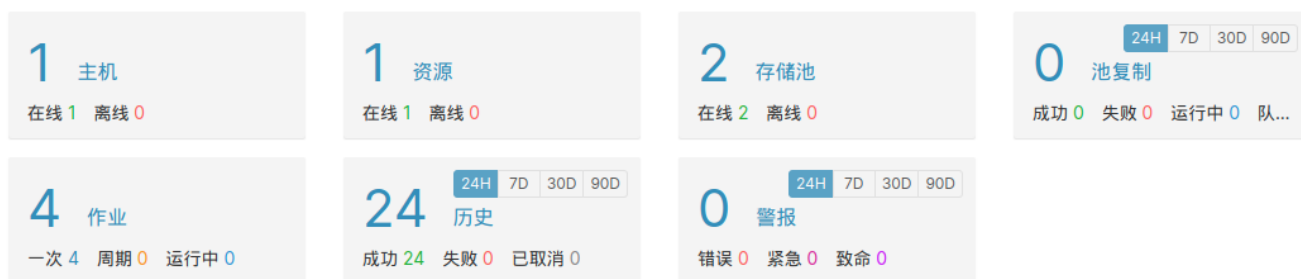 1 主机
在线 1 离线 0
1 资源
在线 1 离线 0
2 存储池
在线 2 离线 0
24H 7D 30D 90D
0 池复制
成功 0 失败 0 运行中 0 队...
4 作业
一次 4 周期 0 运行中 0
24H 7D 30D 90D
24 历史
成功 24 失败 0 已取消 0
24H 7D 30D 90D
0 警报
错误 0 紧急 0 致命 0